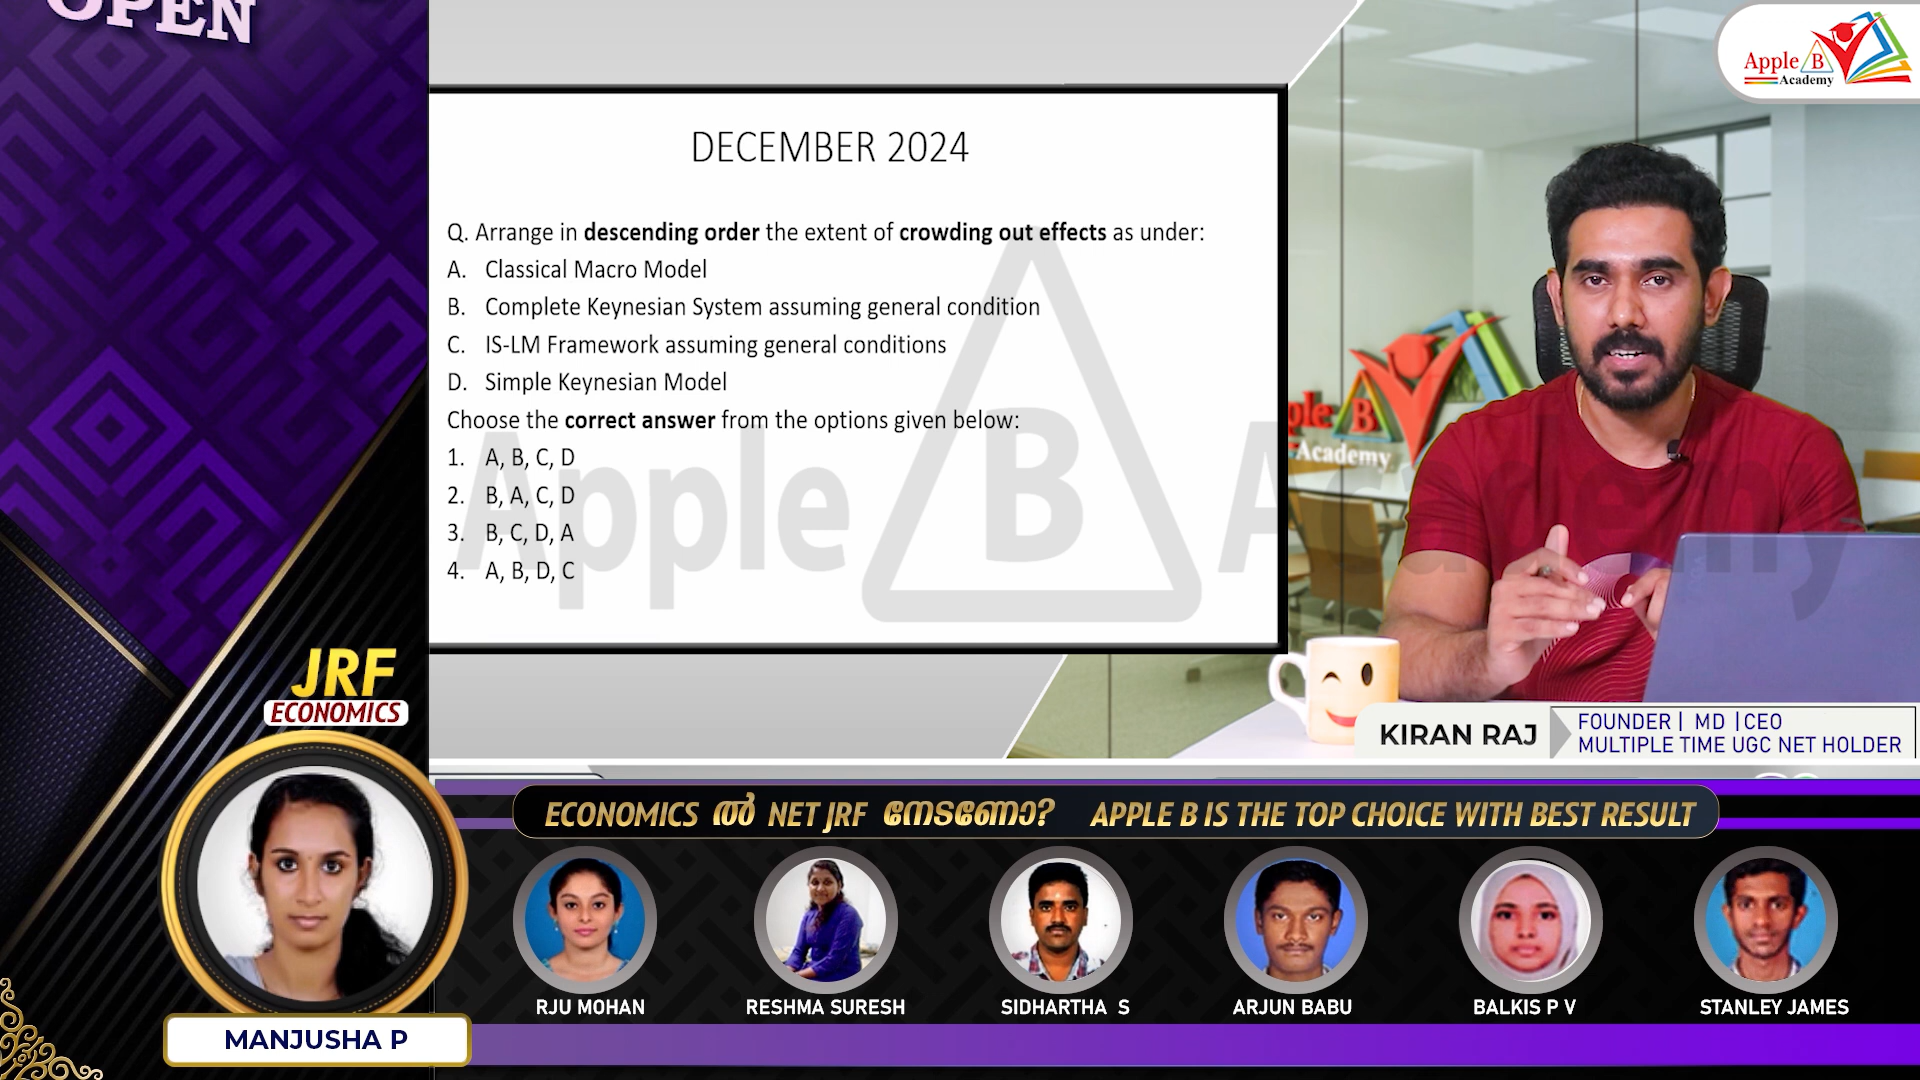 OPEN
Apple B
Academy
DECEMBER 2024
Q. Arrange in descending order the extent of crowding out effects as under:
A. Classical Macro Model
B. Complete Keynesian System assuming general condition
C. IS-LM Framework assuming general conditions
D. Simple Keynesian Model
Choose the correct answer from the options given below:
1. A, B, C, D
2. B, A, C, D
3. B, C, D, A
4. A, B, D, C
Apple B Academy
ple B
Academy
JRF
ECONOMICS
KIRAN RAJ
FOUNDER | MD | CEO
MULTIPLE TIME UGC NET HOLDER
ECONOMICS ൽ NET JRF നേടണോ? APPLE B IS THE TOP CHOICE WITH BEST RESULT
RJU MOHAN
RESHMA SURESH
SIDHARTHA S
ARJUN BABU
BALKIS P V
STANLEY JAMES
MANJUSHA P